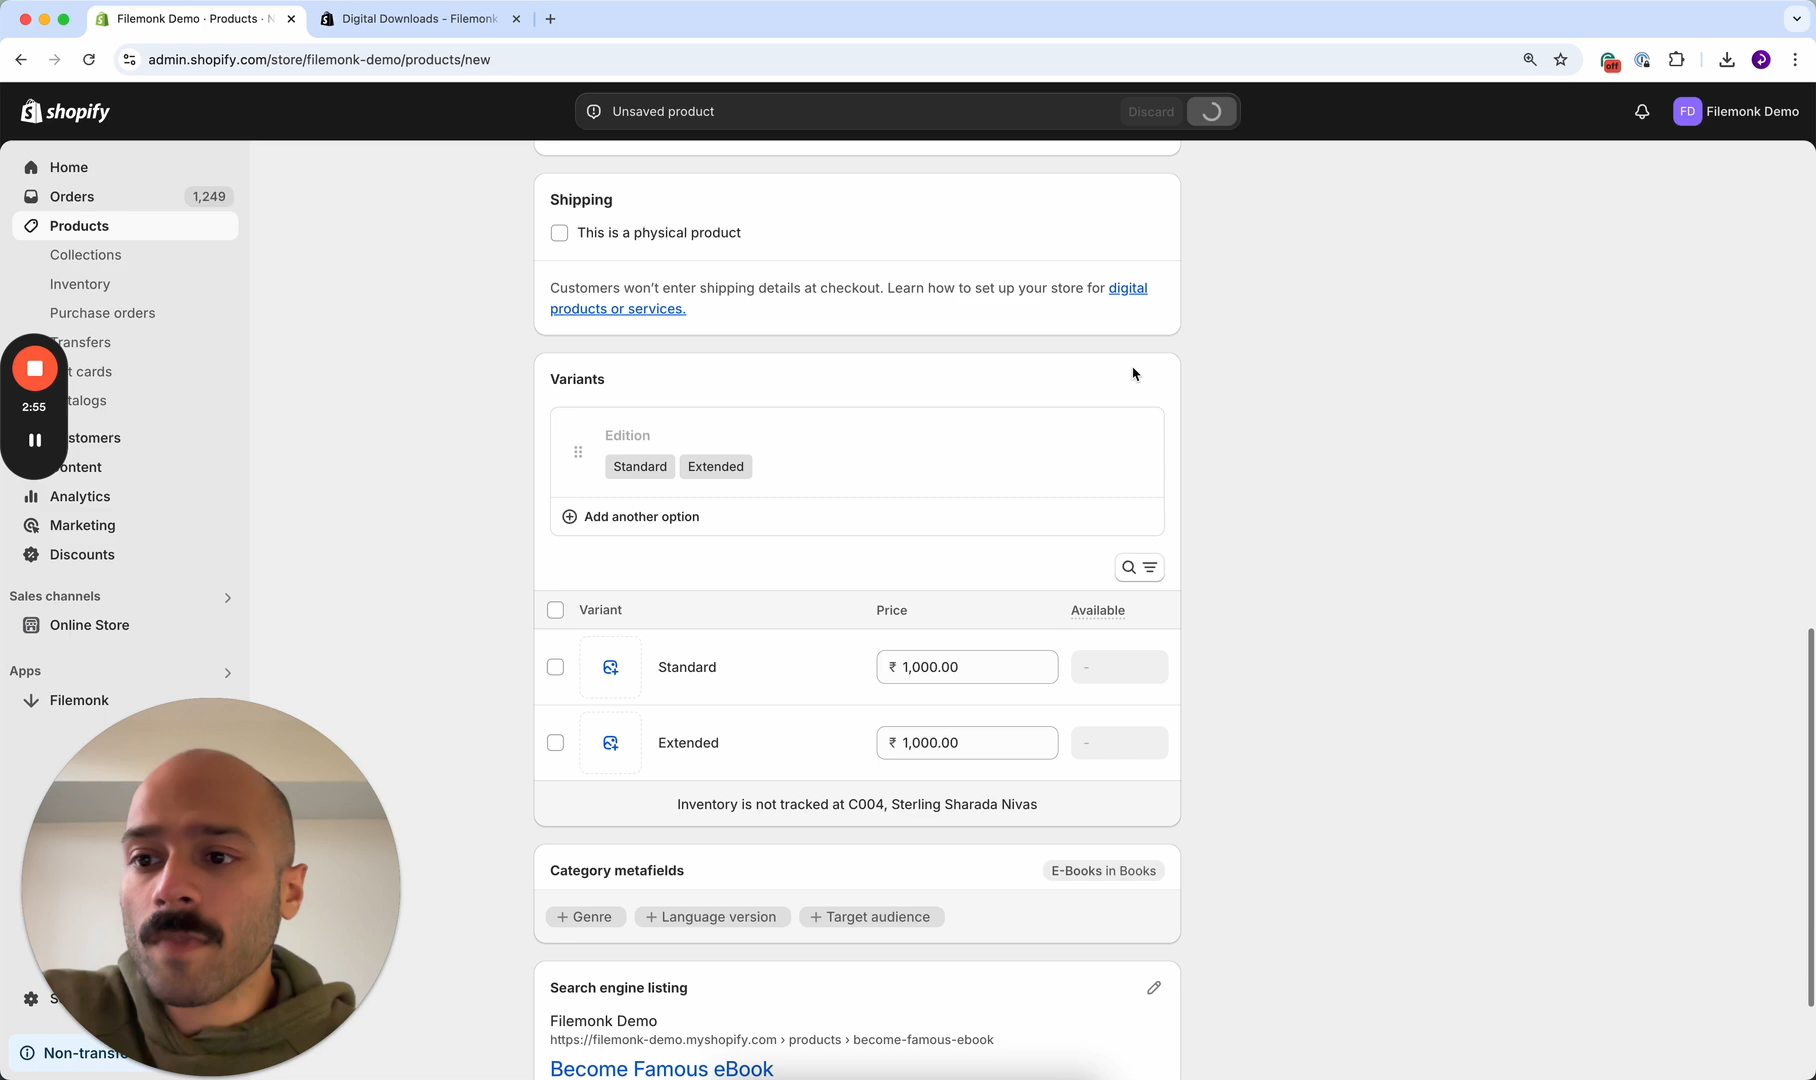 Filemonk Demo · Products · N
Digital Downloads - Filemonk
admin.shopify.com/store/filemonk-demo/products/new
off
shopify
Unsaved product
Discard
FD
Filemonk Demo
Home
Orders
1,249
Products
Collections
Inventory
Purchase orders
Transfers
t cards
talogs
stomers
ontent
Analytics
Marketing
Discounts
Sales channels
Online Store
Apps
Filemonk
S
Non-transfe
2:55
Shipping
This is a physical product
Customers won't enter shipping details at checkout. Learn how to set up your store for digital
products or services.
Variants
Edition
Standard
Extended
Add another option
Variant
Price
Available
Standard
₹ 1,000.00
-
Extended
₹ 1,000.00
-
Inventory is not tracked at C004, Sterling Sharada Nivas
Category metafields
E-Books in Books
+ Genre
+ Language version
+ Target audience
Search engine listing
Filemonk Demo
https://filemonk-demo.myshopify.com › products › become-famous-ebook
Become Famous eBook